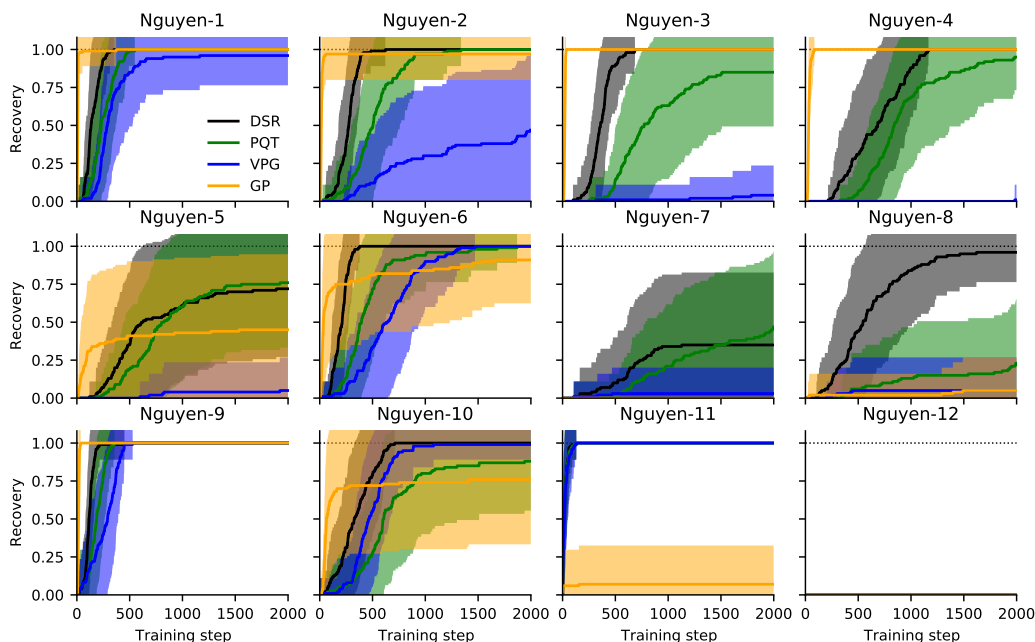 Nguyen-1 Nguyen-2 Nguyen-3 Nguyen-4
1.00
0.75
0.50
0.25
0.00
Recovery
DSR
PQT
VPG
GP
Nguyen-5 Nguyen-6 Nguyen-7 Nguyen-8
1.00
0.75
0.50
0.25
0.00
Recovery
Nguyen-9 Nguyen-10 Nguyen-11 Nguyen-12
1.00
0.75
0.50
0.25
0.00
Recovery
0 500 1000 1500 2000 0 500 1000 1500 2000 0 500 1000 1500 2000 0 500 1000 1500 2000
Training step Training step Training step Training step